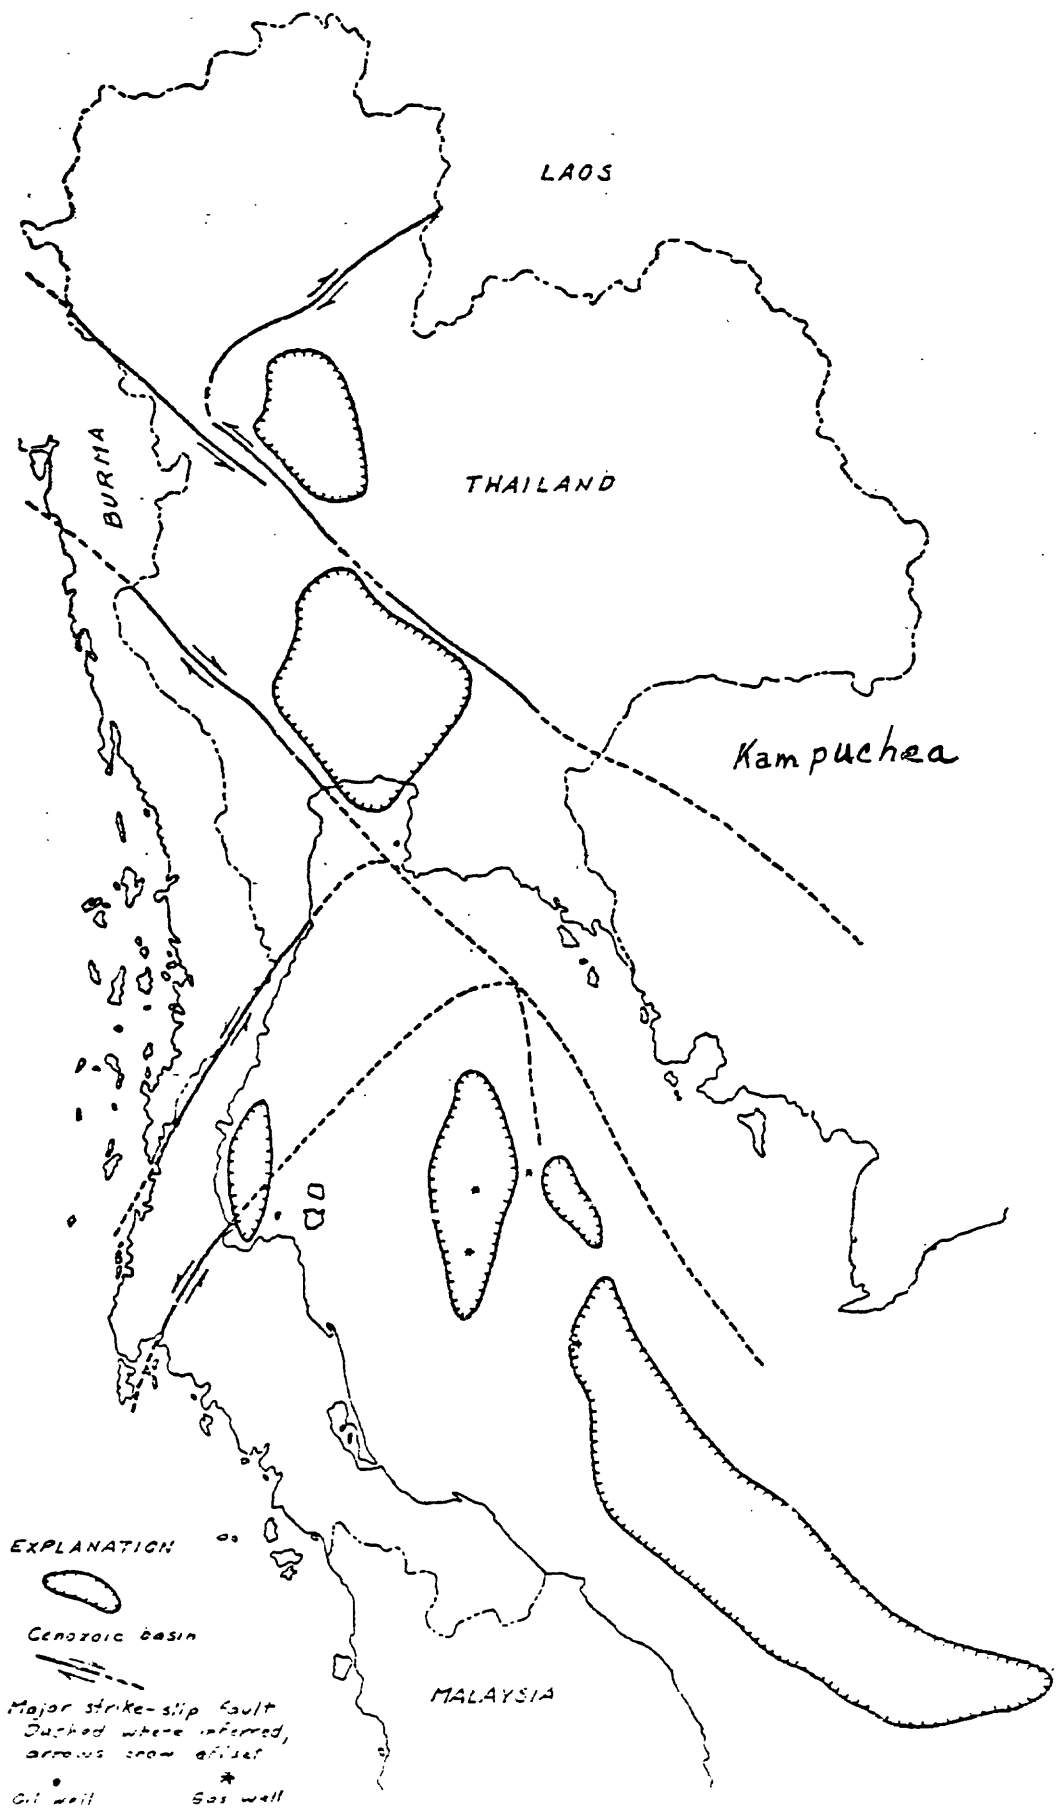 LAOS
BURMA
THAILAND
Kampuchea
EXPLANATION
Cenozoic basin
Major strike-slip fault
Dashed where inferred,
arrows show offset
Oil well
Gas well
MALAYSIA